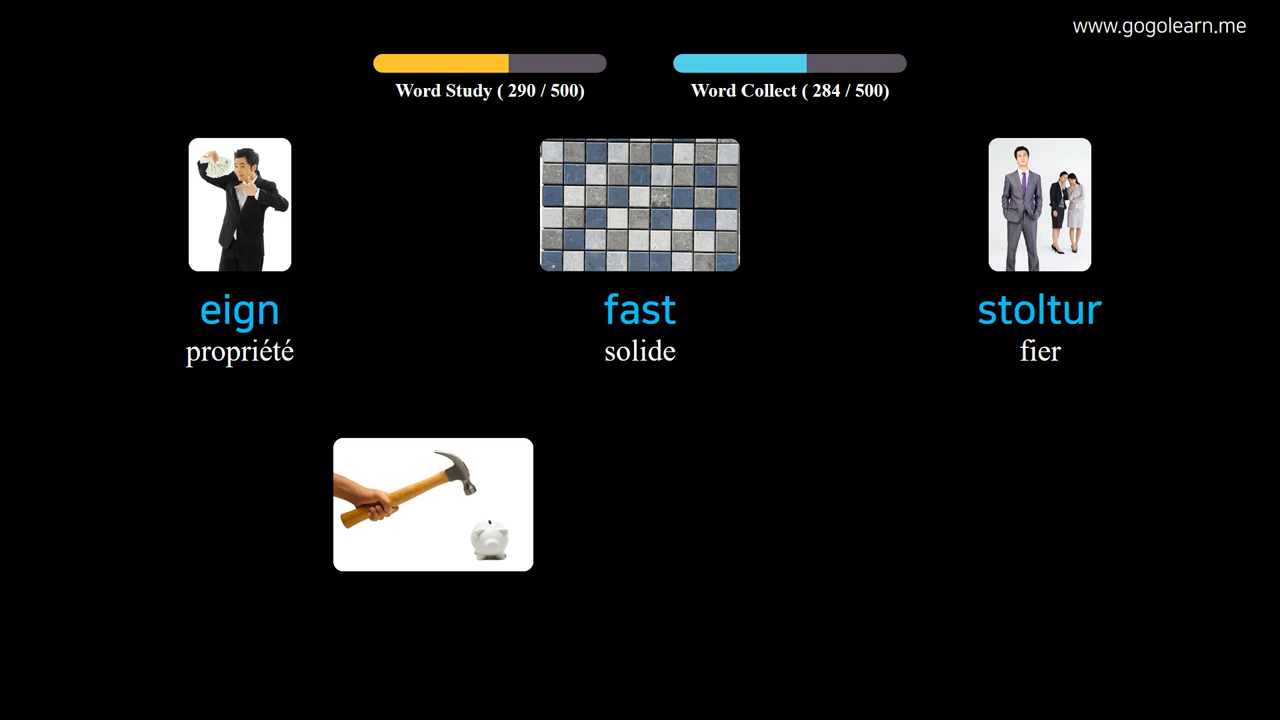 www.gogolearn.me
Word Study ( 290 / 500)
Word Collect ( 284 / 500)
eign
propriété
fast
solide
stoltur
fier